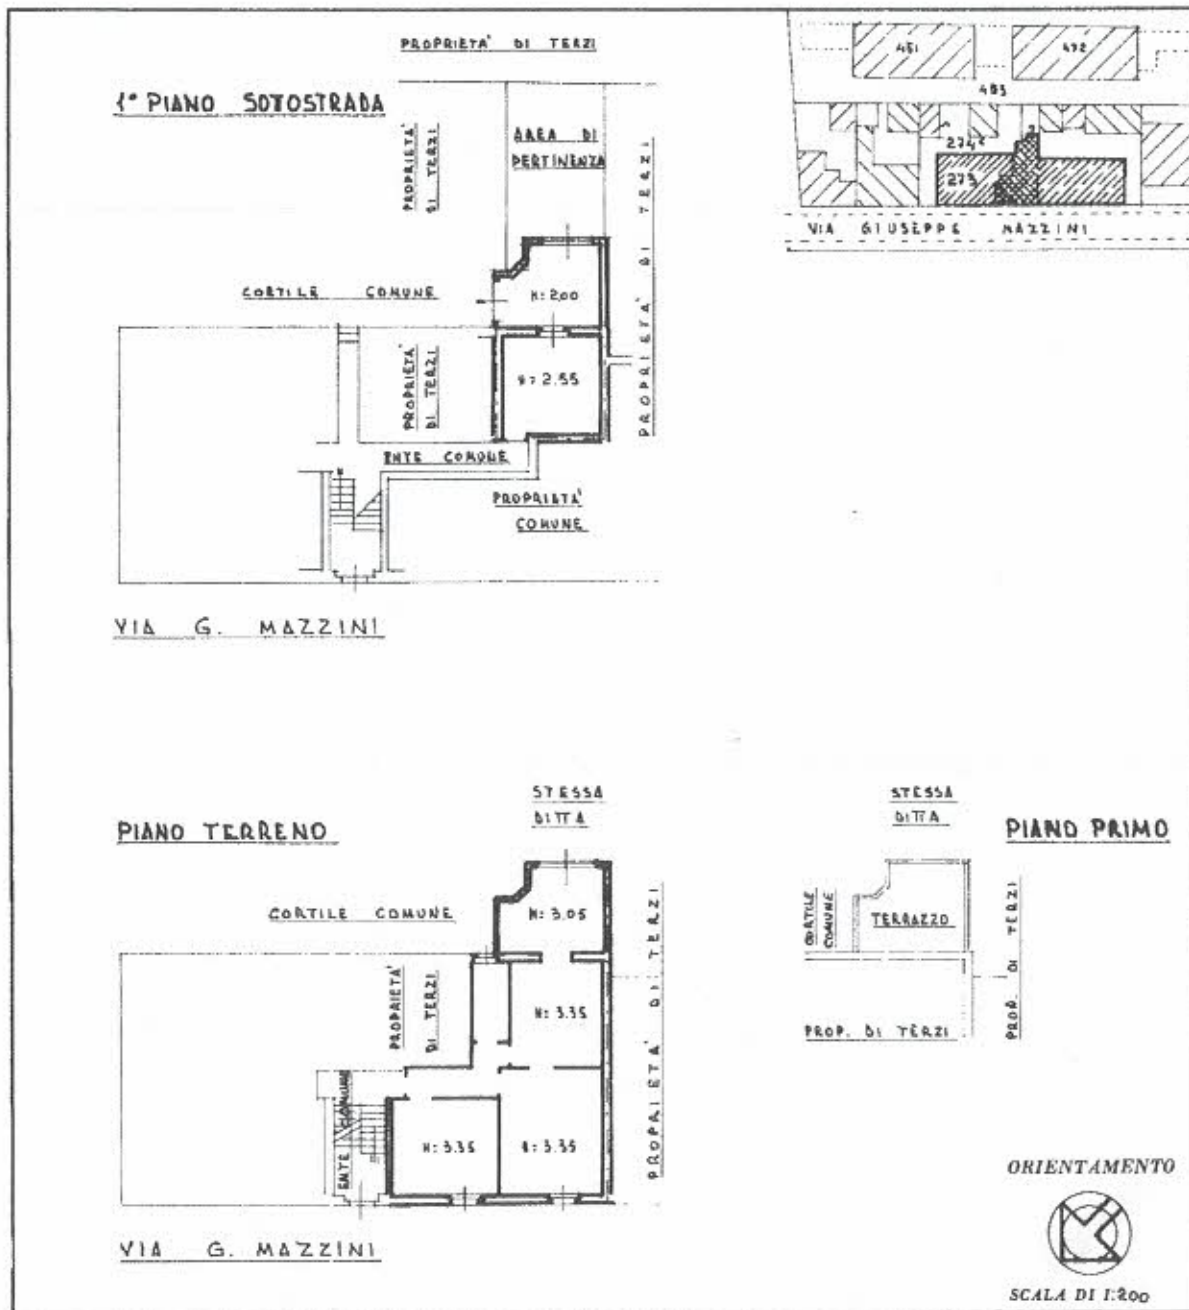 PROPRIETA' DI TERZI
1° PIANO SOTOSTRADA
PROPRIETA'
DI TERZI
AREA DI
PERTINENZA
PROPRIETA' DI TERZI
CORTILE COMUNE
H: 2,00
PROPRIETA'
DI TERZI
H: 2.55
ENTE COMUNE
PROPRIETA'
COMUNE
VIA G. MAZZINI
451
472
483
274
273
VIA GIUSEPPE MAZZINI
PIANO TERRENO
STESSA
DITTA
CORTILE COMUNE
H: 3.05
PROPRIETA'
DI TERZI
H: 3.35
PROPRIETA' DI TERZI
ENTE COMUNE
H: 3.35
H: 3.35
VIA G. MAZZINI
STESSA
DITTA
PIANO PRIMO
CORTILE
COMUNE
TERRAZZO
PROP. DI TERZI
PROP. DI TERZI
ORIENTAMENTO
SCALA DI 1:200